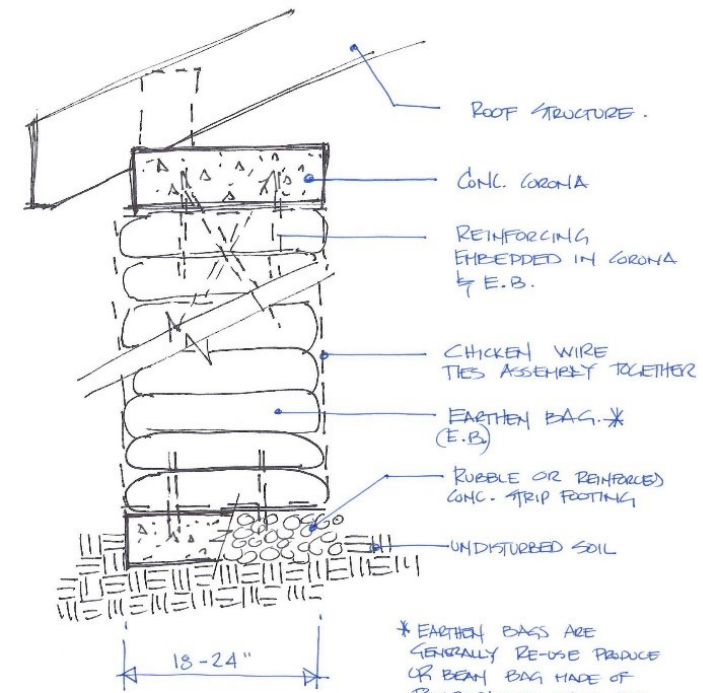 ROOF STRUCTURE.
CONC. CORONA
REINFORCING
EMBEDDED IN CORONA
& E.B.
CHICKEN WIRE
TIES ASSEMBLY TOGETHER
EARTHEN BAG.*
(E.B.)
RUBBLE OR REINFORCED
CONC. STRIP FOOTING
UNDISTURBED SOIL
* EARTHEN BAGS ARE
GENERALLY RE-USE PRODUCE
OR BEAN BAG MADE OF
18-24"